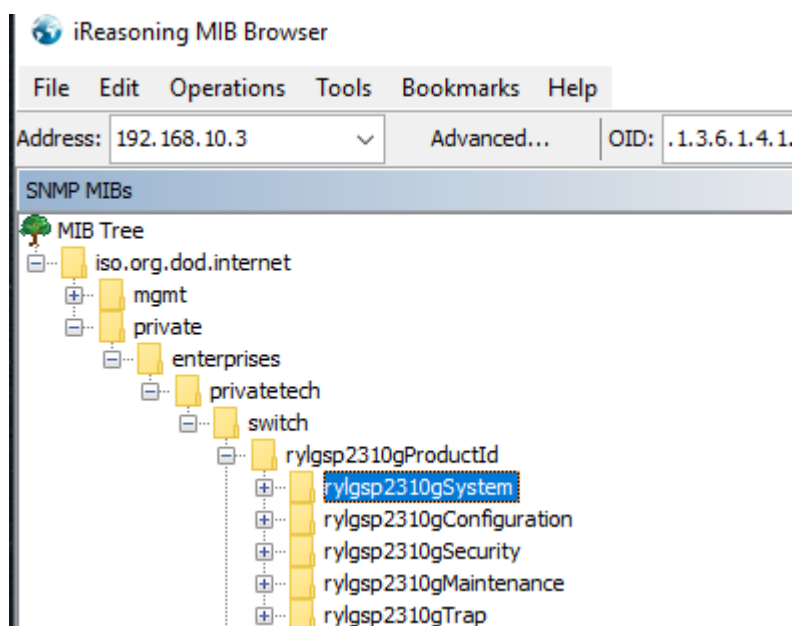 iReasoning MIB Browser
File Edit Operations Tools Bookmarks Help
Address: 192.168.10.3 Advanced... OID: .1.3.6.1.4.1.
SNMP MIBs
MIB Tree
iso.org.dod.internet
mgmt
private
enterprises
privatetech
switch
rylgsp2310gProductId
rylgsp2310gSystem
rylgsp2310gConfiguration
rylgsp2310gSecurity
rylgsp2310gMaintenance
rylgsp2310gTrap